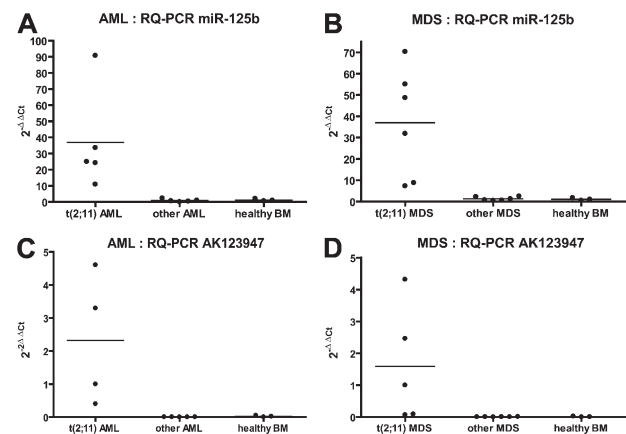 A
AML : RQ-PCR miR-125b
2-ΔΔCt
100
90
80
70
60
50
40
30
20
10
0
t(2;11) AML other AML healthy BM
B
MDS : RQ-PCR miR-125b
2-ΔΔCt
70
60
50
40
30
20
10
0
t(2;11) MDS other MDS healthy BM
C
AML : RQ-PCR AK123947
2-2ΔΔCt
5
4
3
2
1
0
t(2;11) AML other AML healthy BM
D
MDS : RQ-PCR AK123947
2-ΔΔCt
5
4
3
2
1
0
t(2;11) MDS other MDS healthy BM